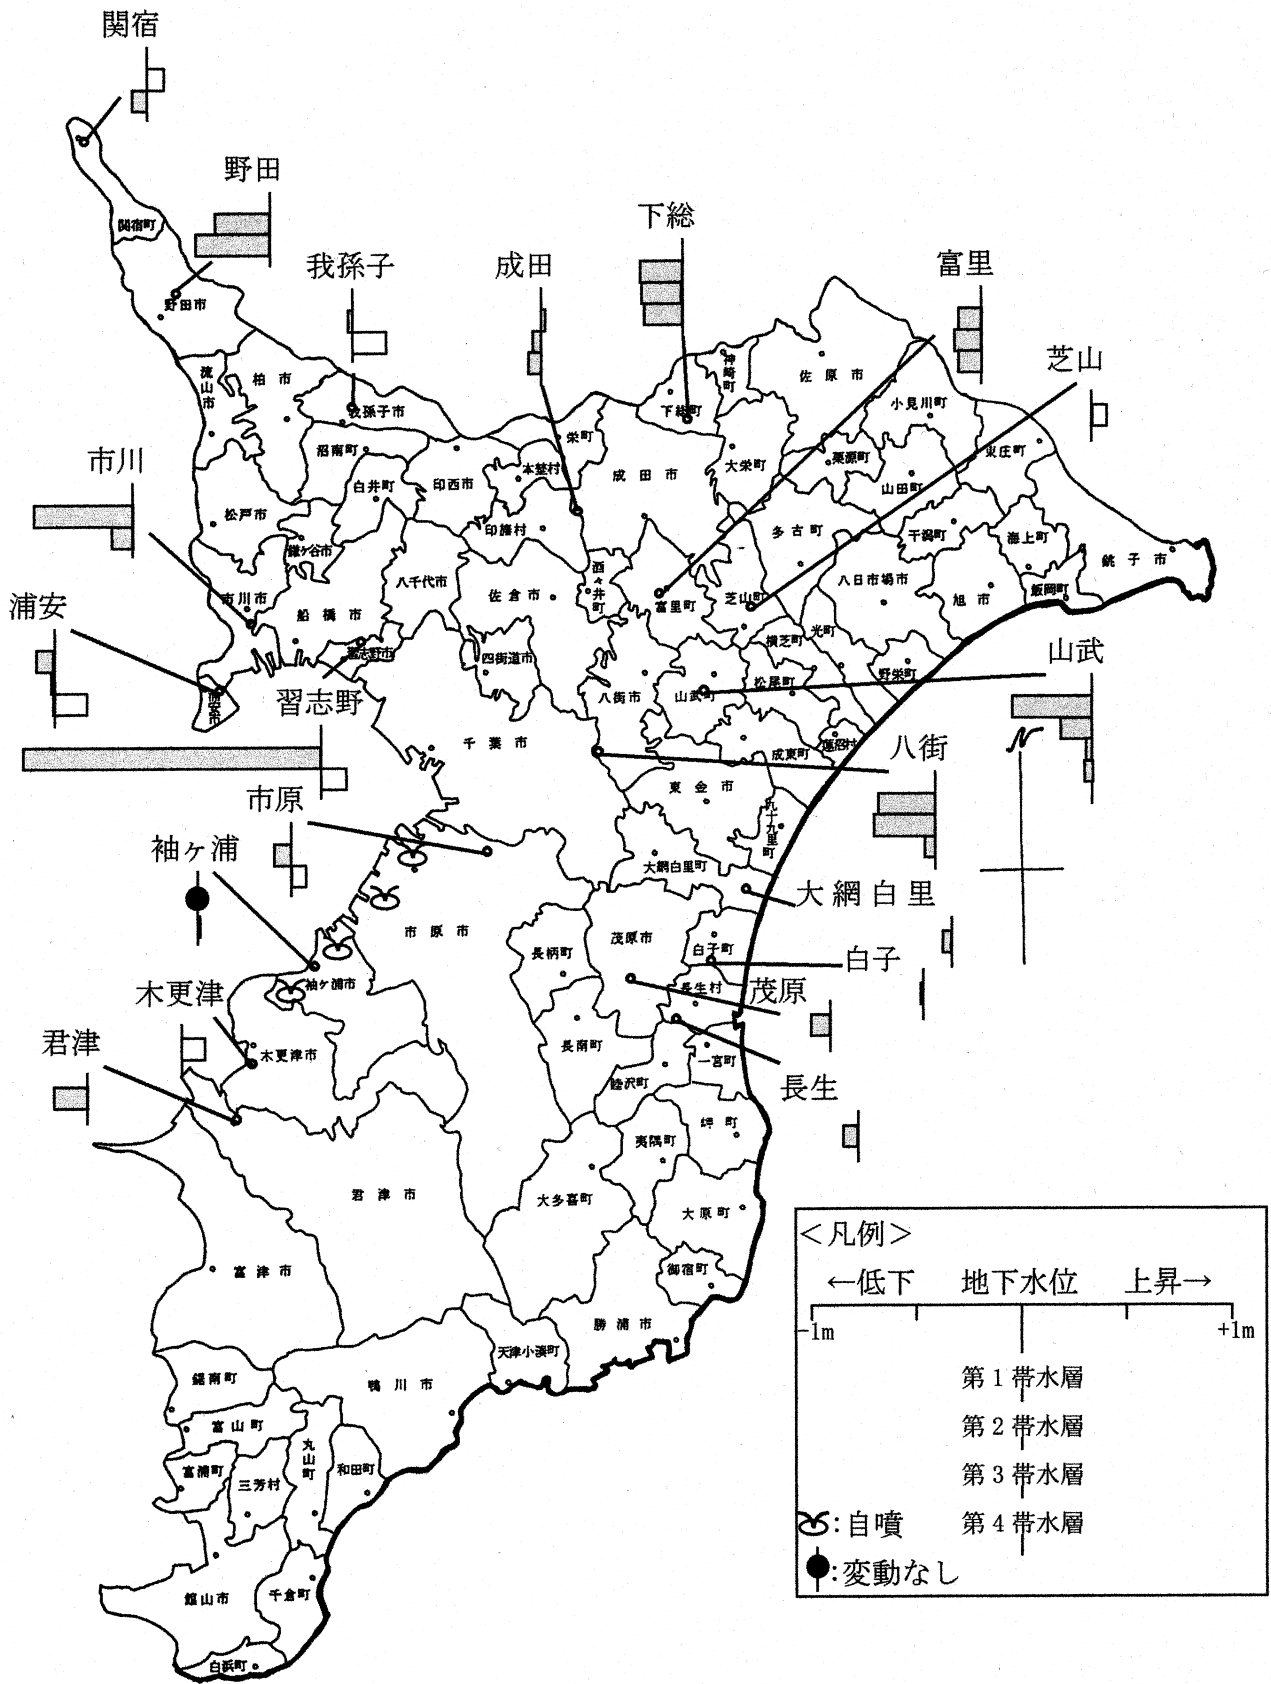 関宿
野田
下総
我孫子
成田
富里
芝山
市川
浦安
習志野
山武
八街
市原
袖ヶ浦
大網白里
白子
木更津
茂原
君津
長生
関宿町
野田市
流山市
柏市
我孫子市
沼南町
白井町
印西市
本埜村
栄町
下総町
神崎町
佐原市
小見川町
成田市
大栄町
栗源町
山田町
東庄町
松戸市
鎌ヶ谷市
印旛村
多古町
干潟町
海上町
銚子市
市川市
船橋市
八千代市
佐倉市
酒々井町
富里町
芝山町
八日市場市
旭市
飯岡町
浦安市
習志野市
四街道市
八街市
山武町
横芝町
光町
松尾町
野栄町
千葉市
成東町
蓮沼村
東金市
九十九里町
大網白里町
市原市
長柄町
茂原市
白子町
袖ケ浦市
長生村
木更津市
長南町
一宮町
睦沢町
岬町
夷隅町
君津市
大多喜町
大原町
富津市
御宿町
勝浦市
天津小湊町
鋸南町
鴨川市
富山町
丸山町
富浦町
三芳村
和田町
館山市
千倉町
白浜町
＜凡例＞
←低下 地下水位 上昇→
-1m +1m
第1帯水層
第2帯水層
第3帯水層
:自噴 第4帯水層
:変動なし